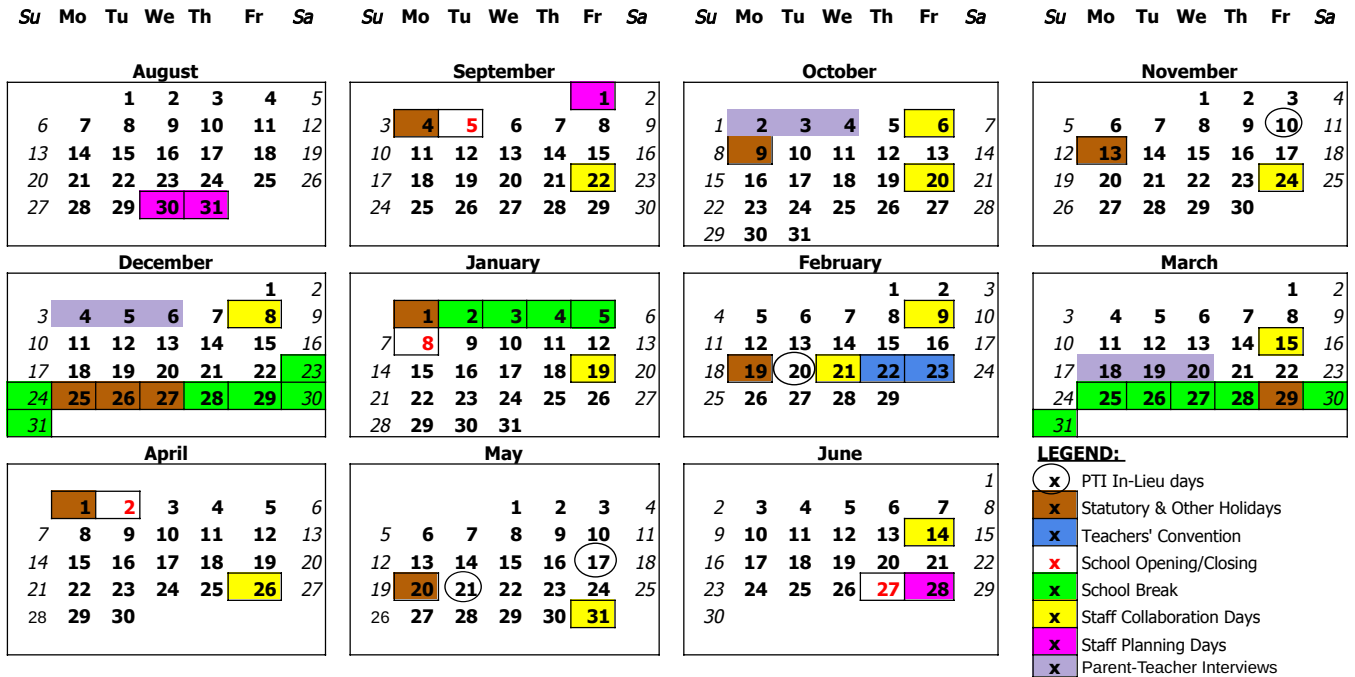 Su Mo Tu We Th Fr Sa Su Mo Tu We Th Fr Sa Su Mo Tu We Th Fr Sa Su Mo Tu We Th Fr Sa
August September October November
1 2 3 4 5 1 2 1 2 3 4
6 7 8 9 10 11 12 3 4 5 6 7 8 9 1 2 3 4 5 6 7 5 6 7 8 9 10 11
13 14 15 16 17 18 19 10 11 12 13 14 15 16 8 9 10 11 12 13 14 12 13 14 15 16 17 18
20 21 22 23 24 25 26 17 18 19 20 21 22 23 15 16 17 18 19 20 21 19 20 21 22 23 24 25
27 28 29 30 31 24 25 26 27 28 29 30 22 23 24 25 26 27 28 26 27 28 29 30
29 30 31
December January February March
1 2 1 2 3 1 2
3 4 5 6 7 8 9 1 2 3 4 5 6 4 5 6 7 8 9 10 3 4 5 6 7 8 9
10 11 12 13 14 15 16 7 8 9 10 11 12 13 11 12 13 14 15 16 17 10 11 12 13 14 15 16
17 18 19 20 21 22 23 14 15 16 17 18 19 20 18 19 20 21 22 23 24 17 18 19 20 21 22 23
24 25 26 27 28 29 30 21 22 23 24 25 26 27 25 26 27 28 29 24 25 26 27 28 29 30
31 28 29 30 31 31
April May June LEGEND:
1 x PTI In-Lieu days
1 2 3 4 5 6 1 2 3 4 2 3 4 5 6 7 8 x Statutory & Other Holidays
7 8 9 10 11 12 13 5 6 7 8 9 10 11 9 10 11 12 13 14 15 x Teachers' Convention
14 15 16 17 18 19 20 12 13 14 15 16 17 18 16 17 18 19 20 21 22 x School Opening/Closing
21 22 23 24 25 26 27 19 20 21 22 23 24 25 23 24 25 26 27 28 29 x School Break
28 29 30 26 27 28 29 30 31 30 x Staff Collaboration Days
x Staff Planning Days
x Parent-Teacher Interviews